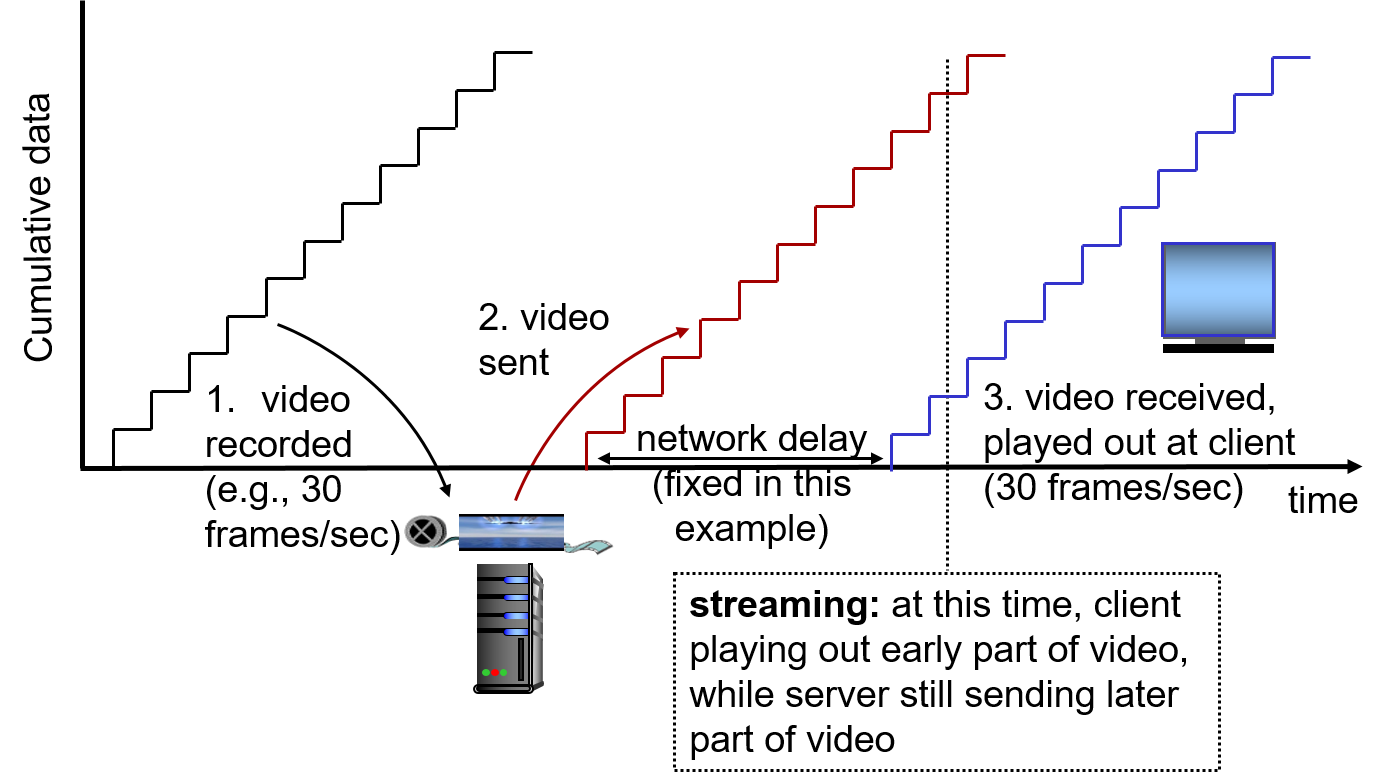 Cumulative data
1. video
recorded
(e.g., 30
frames/sec)
2. video
sent
network delay
(fixed in this
example)
3. video received,
played out at client
(30 frames/sec)
time
streaming: at this time, client
playing out early part of video,
while server still sending later
part of video